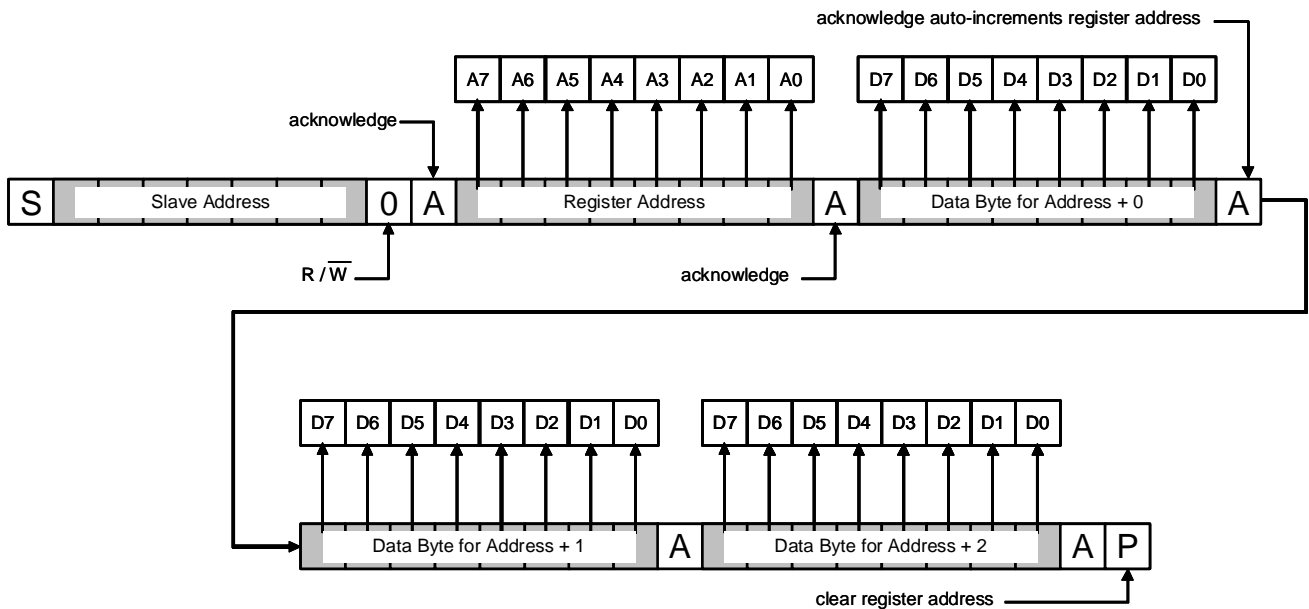 acknowledge auto-increments register address
A7 A6 A5 A4 A3 A2 A1 A0
D7 D6 D5 D4 D3 D2 D1 D0
acknowledge
S Slave Address 0 A Register Address A Data Byte for Address + 0 A
R / W
acknowledge
D7 D6 D5 D4 D3 D2 D1 D0
D7 D6 D5 D4 D3 D2 D1 D0
Data Byte for Address + 1 A Data Byte for Address + 2 A P
clear register address